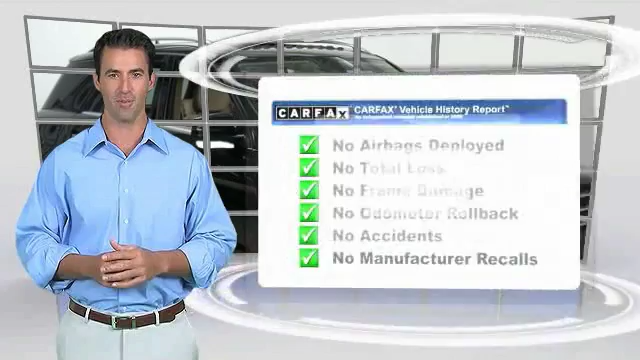 CARFAX CARFAX Vehicle History Report™
No Airbags Deployed
No Total Loss
No Frame Damage
No Odometer Rollback
No Accidents
No Manufacturer Recalls